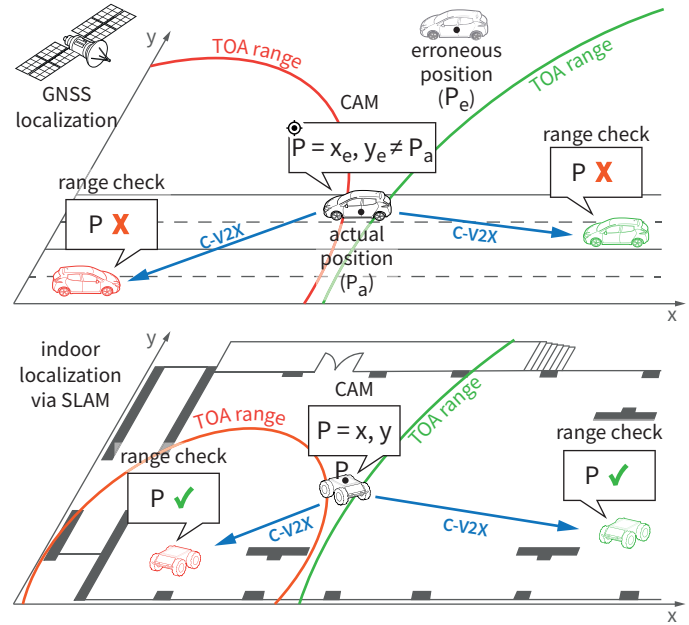 y
TOA range
GNSS
localization
erroneous
position
(Pe)
TOA range
CAM
P = xe, ye ≠ Pa
range check
P X
range check
P X
C-V2X
C-V2X
actual
position
(Pa)
x
y
indoor
localization
via SLAM
CAM
TOA range
TOA range
P = x, y
range check
P ✓
range check
P ✓
P
C-V2X
C-V2X
x